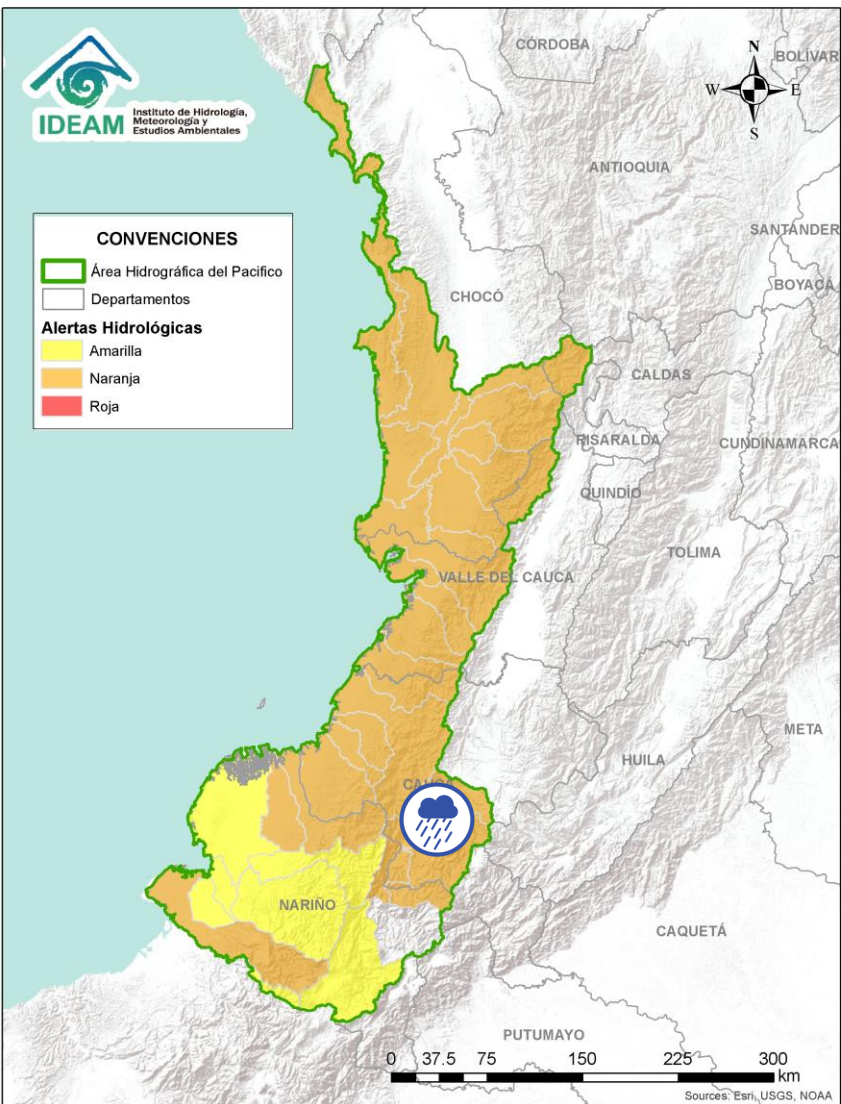 IDEAM
Instituto de Hidrología,
Meteorología y
Estudios Ambientales
CONVENCIONES
Área Hidrográfica del Pacifico
Departamentos
Alertas Hidrológicas
Amarilla
Naranja
Roja
N
W
E
S
CÓRDOBA
BOLÍVAR
ANTIOQUIA
SANTANDER
BOYACÁ
CHOCÓ
CALDAS
RISARALDA
CUNDINAMARCA
QUINDÍO
TOLIMA
VALLE DEL CAUCA
META
HUILA
CAUCA
NARIÑO
CAQUETÁ
PUTUMAYO
0 37.5 75 150 225 300
km
Sources: Esri, USGS, NOAA